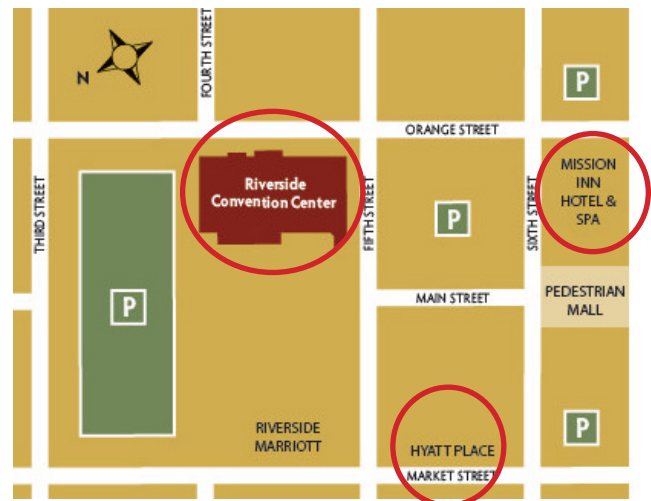 N
FOURTH STREET
P
ORANGE STREET
Riverside
Convention Center
MISSION
INN
HOTEL &
SPA
THIRD STREET
FIFTH STREET
P
SIXTH STREET
P
MAIN STREET
PEDESTRIAN
MALL
RIVERSIDE
MARRIOTT
HYATT PLACE
P
MARKET STREET